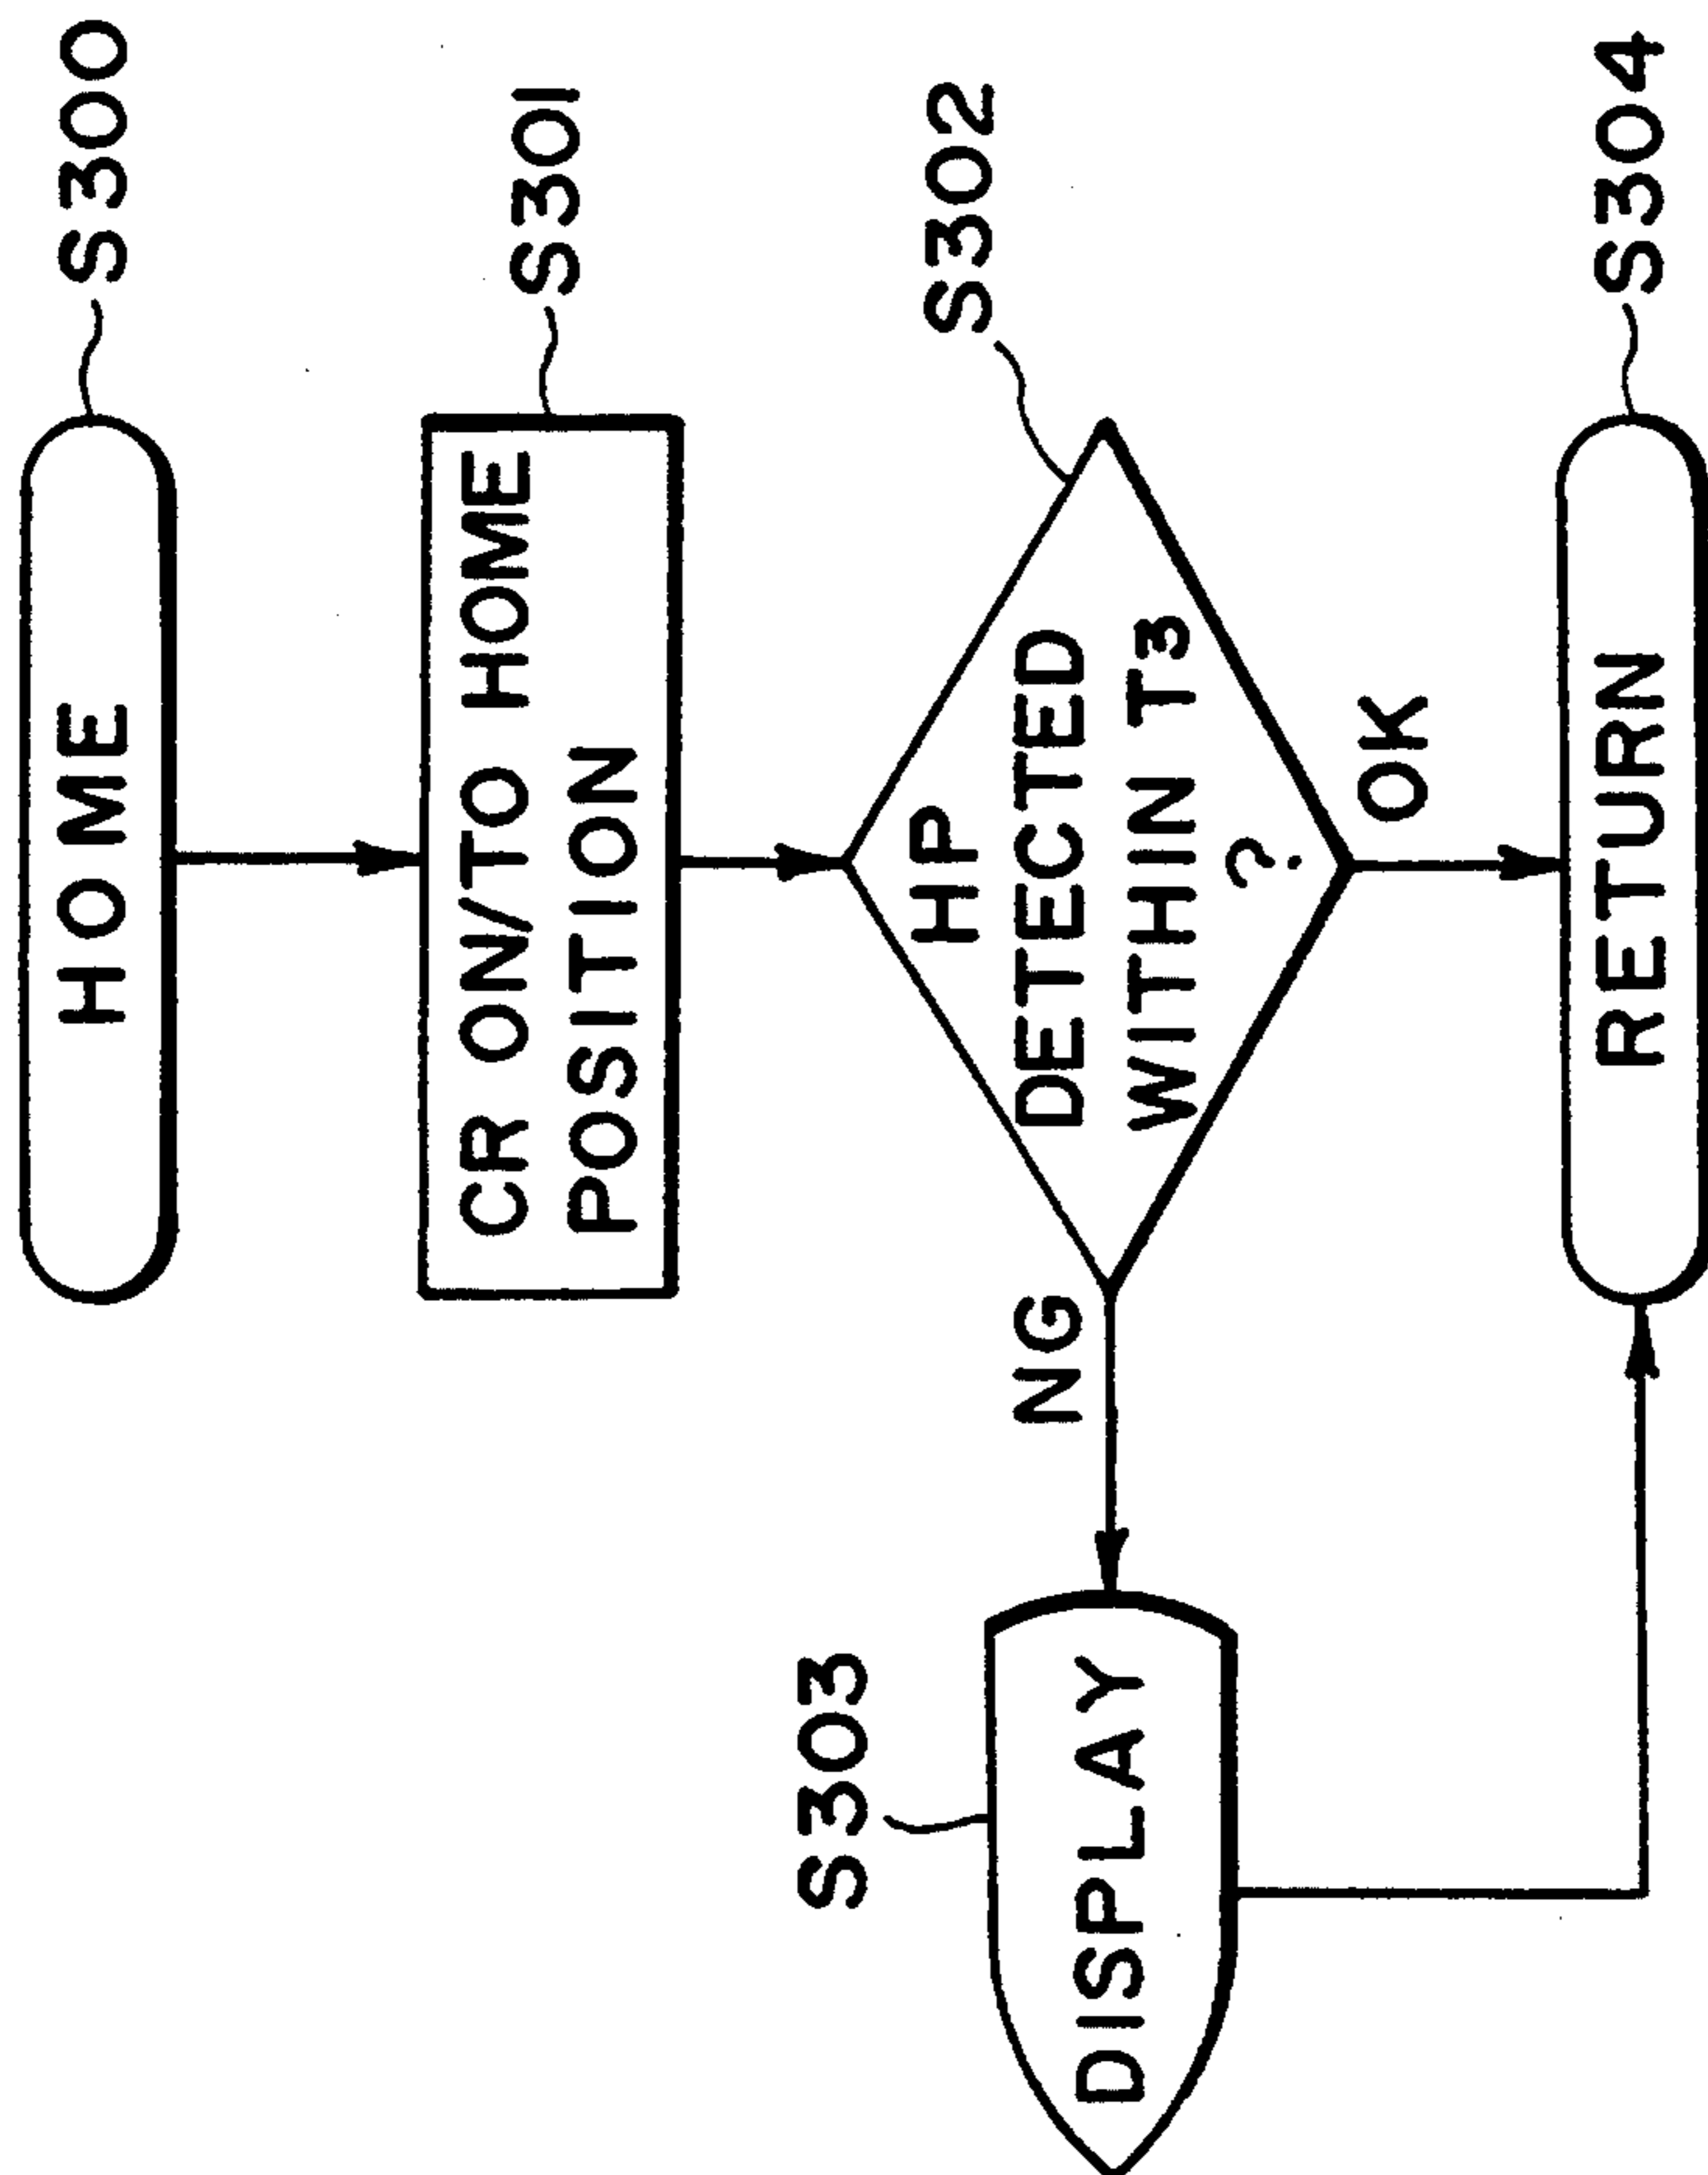 HOME
S300
CR ON/TO HOME
POSITION
S301
HP
DETECTED
WITHIN T3
?
S302
NG
OK
DISPLAY
S303
RETURN
S304